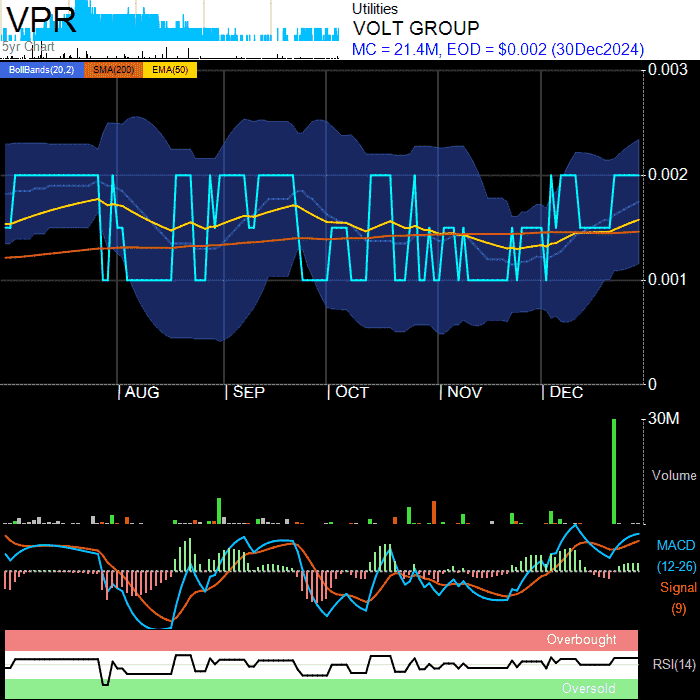 VPR
5yr Chart
Utilities
VOLT GROUP
MC = 21.4M, EOD = $0.002 (30Dec2024)
BollBands(20,2) SMA(200) EMA(50)
0.003
0.002
0.001
0
AUG SEP OCT NOV DEC
30M
Volume
MACD
(12-26)
Signal
(9)
Overbought
RSI(14)
Oversold